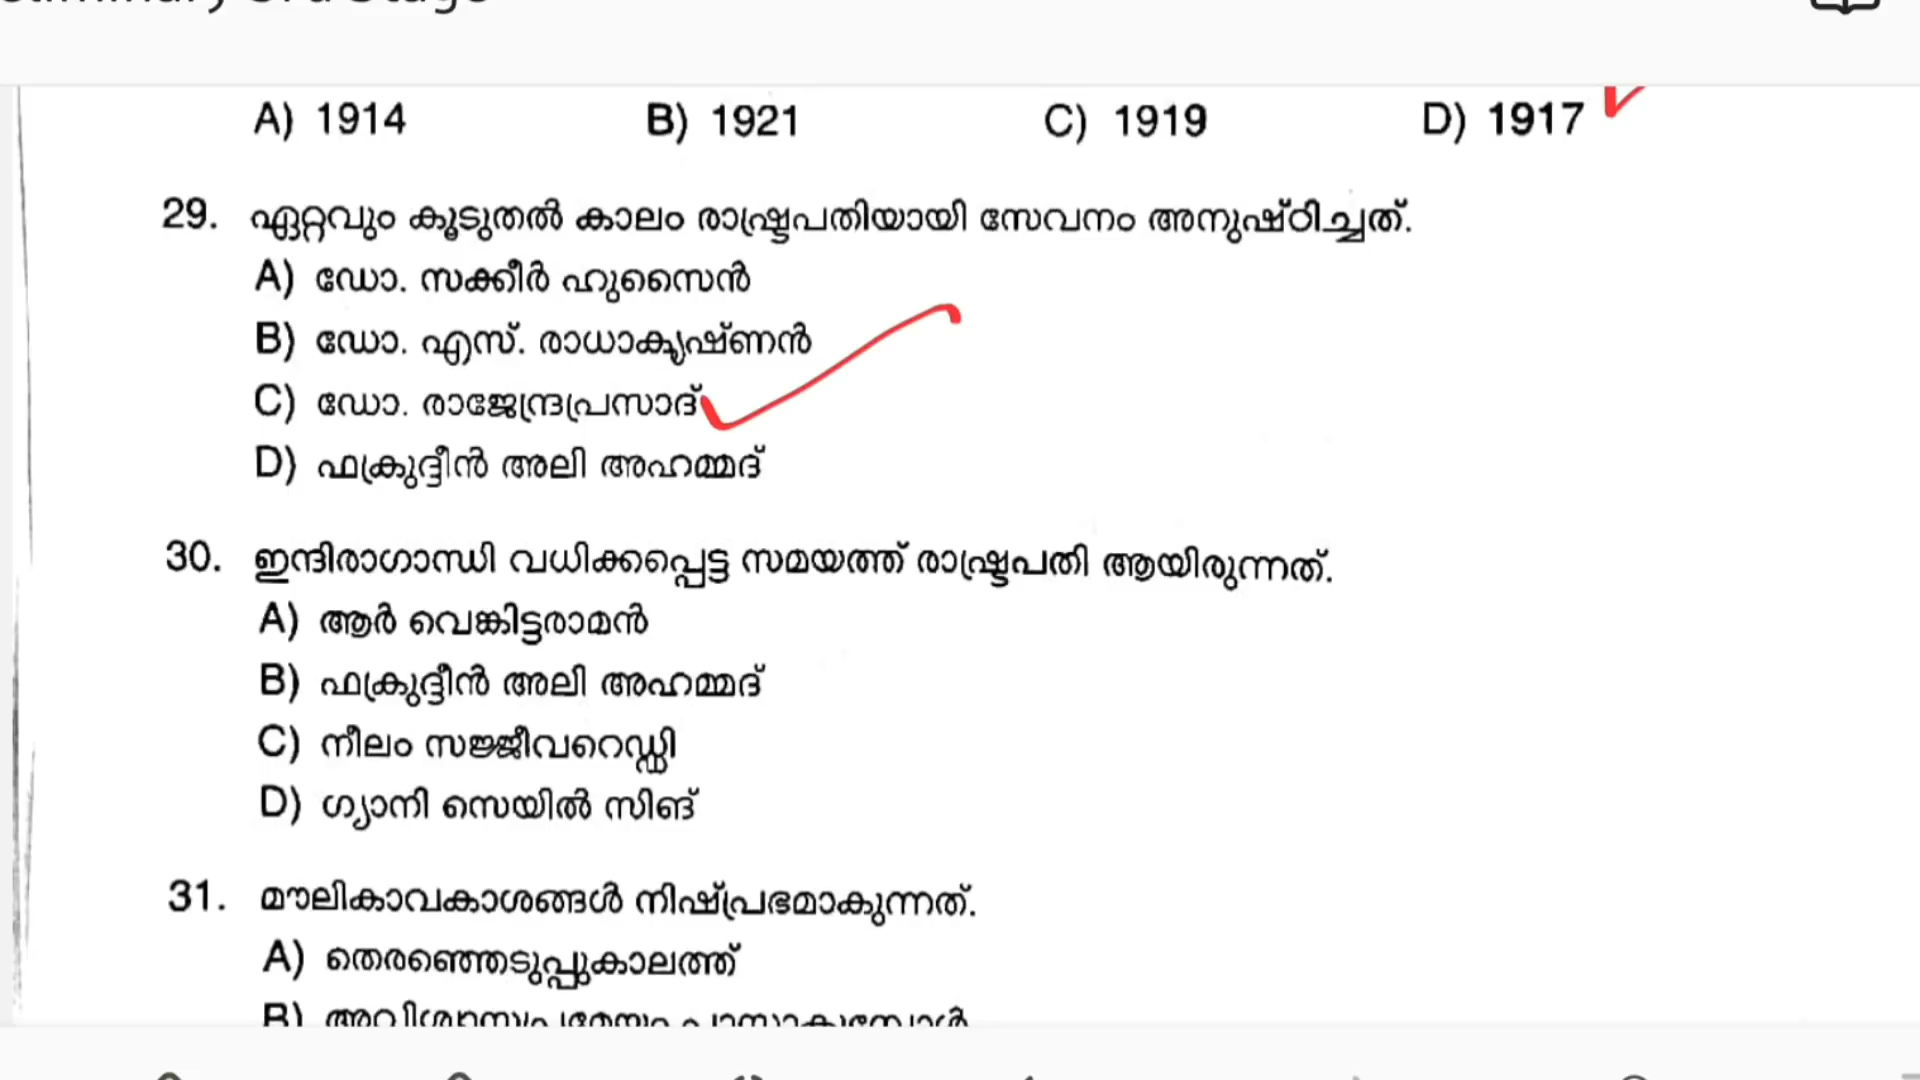 A) 1914 B) 1921 C) 1919 D) 1917
29. ഏറ്റവും കൂടുതൽ കാലം രാഷ്ട്രപതിയായി സേവനം അനുഷ്ഠിച്ചത്.
A) ഡോ. സക്കീർ ഹുസൈൻ
B) ഡോ. എസ്. രാധാകൃഷ്ണൻ
C) ഡോ. രാജേന്ദ്രപ്രസാദ്
D) ഫക്രുദ്ദീൻ അലി അഹമ്മദ്
30. ഇന്ദിരാഗാന്ധി വധിക്കപ്പെട്ട സമയത്ത് രാഷ്ട്രപതി ആയിരുന്നത്.
A) ആർ വെങ്കിട്ടരാമൻ
B) ഫക്രുദ്ദീൻ അലി അഹമ്മദ്
C) നീലം സജ്ജീവറെഡ്ഢി
D) ഗ്യാനി സെയിൽ സിങ്
31. മൗലികാവകാശങ്ങൾ നിഷ്പ്രഭമാകുന്നത്.
A) തെരഞ്ഞെടുപ്പുകാലത്ത്
B)